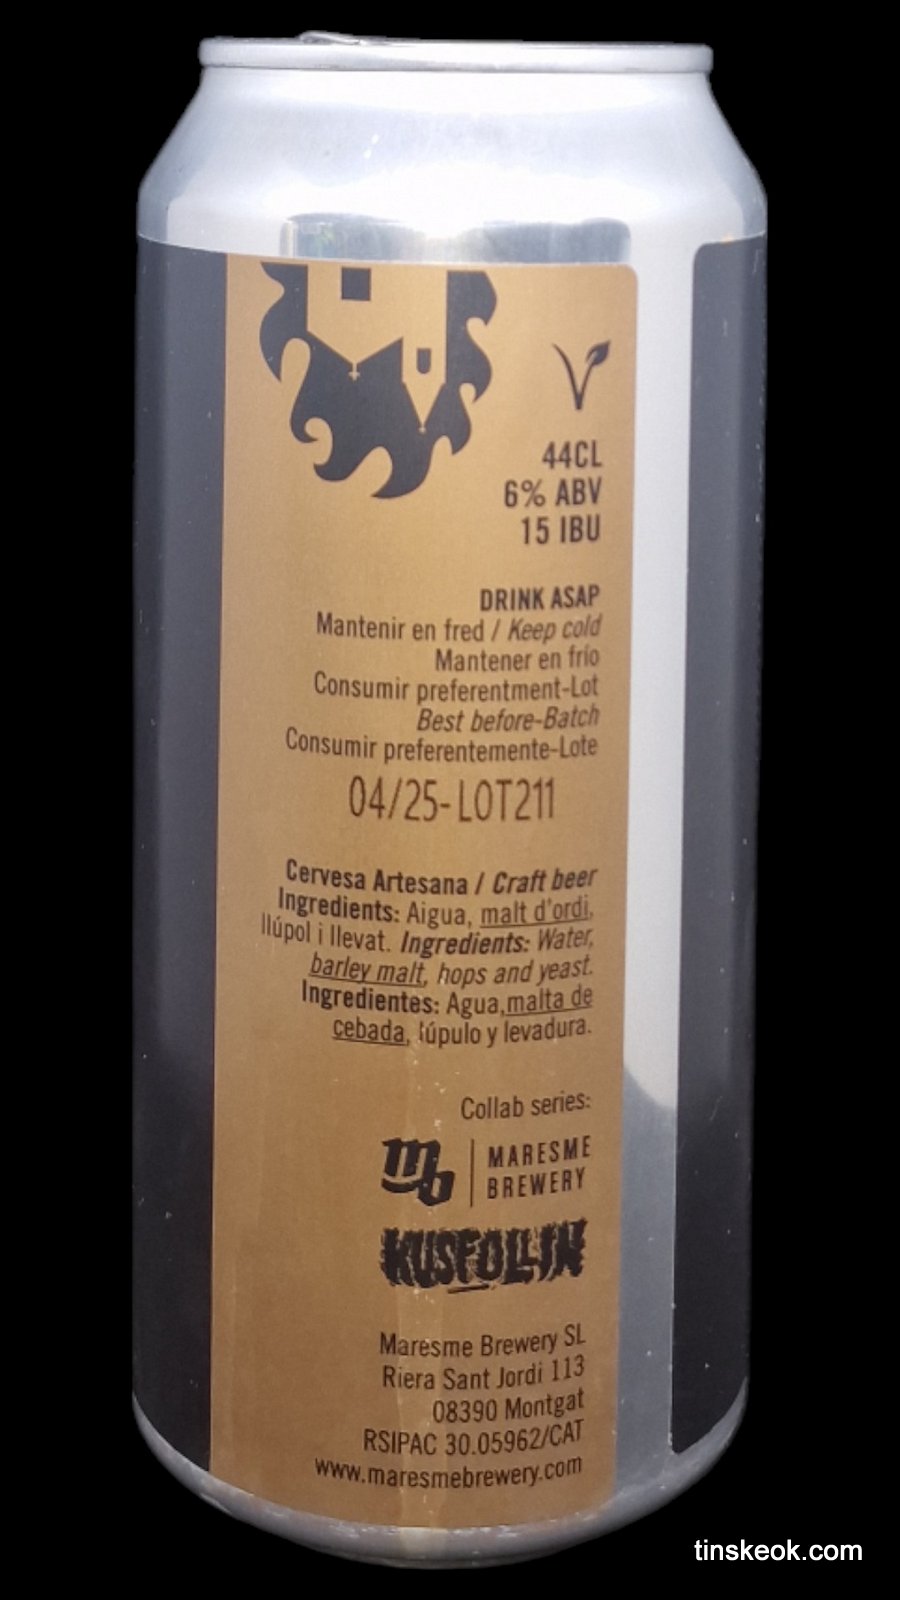 44CL
6% ABV
15 IBU
DRINK ASAP
Mantenir en fred / Keep cold
Mantener en frío
Consumir preferentment-Lot
Best before-Batch
Consumir preferentemente-Lote
04/25-LOT211
Cervesa Artesana / Craft beer
Ingredients: Aigua, malt d'ordi,
llúpol i llevat. Ingredients: Water,
barley malt, hops and yeast.
Ingredientes: Agua,malta de
cebada, lúpulo y levadura.
Collab series:
mb MARESME
BREWERY
KUSFOLLIN
Maresme Brewery SL
Riera Sant Jordi 113
08390 Montgat
RSIPAC 30.05962/CAT
www.maresmebrewery.com
tinskeok.com